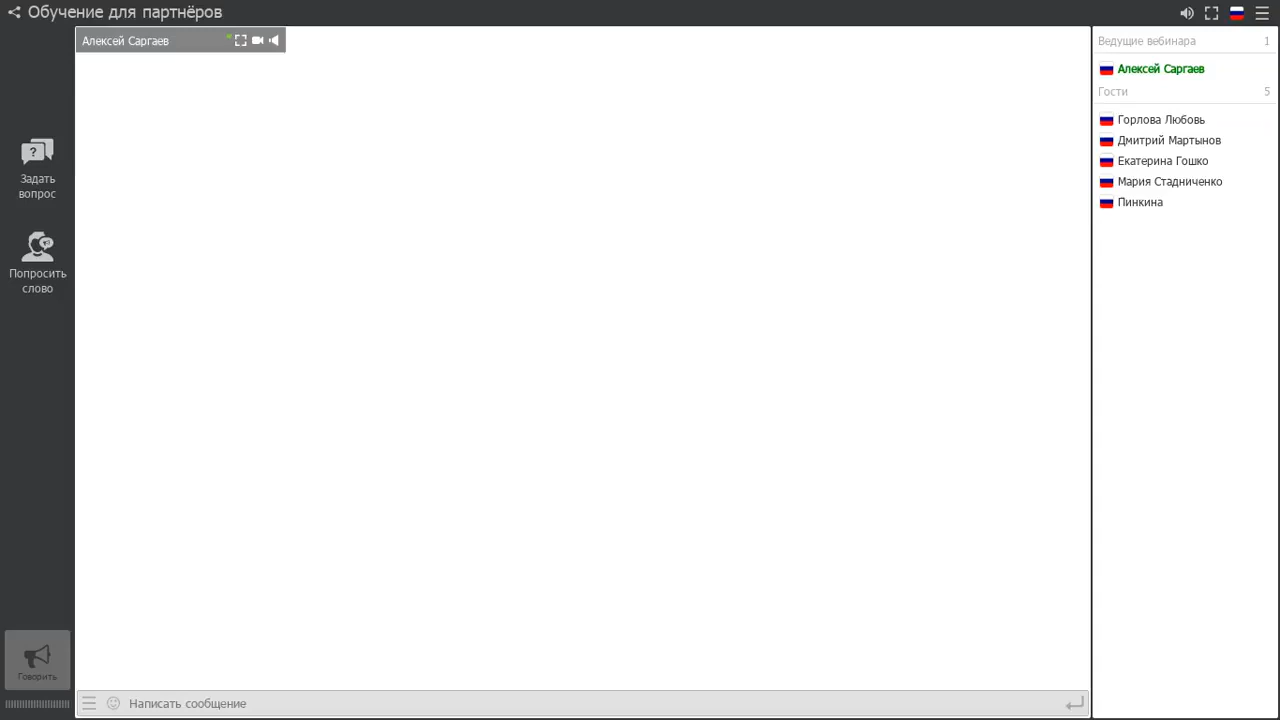 Обучение для партнёров
Алексей Саргаев
Ведущие вебинара 1
Алексей Саргаев
Гости 5
Горлова Любовь
Дмитрий Мартынов
Екатерина Гошко
Мария Стадниченко
Пинкина
Задать
вопрос
Попросить
слово
Говорить
Написать сообщение